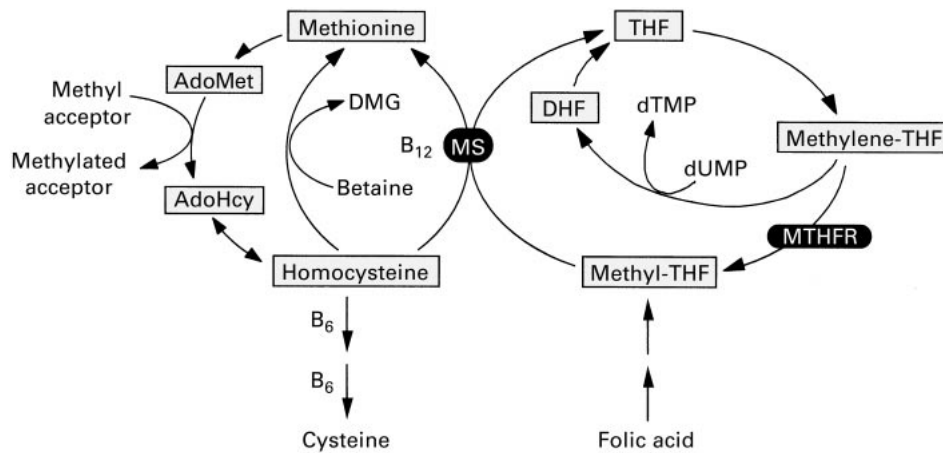 Methionine
THF
AdoMet
Methyl
acceptor
DMG
DHF
dTMP
Methylene-THF
B12
MS
Methylated
acceptor
dUMP
Betaine
AdoHcy
MTHFR
Homocysteine
Methyl-THF
B6
B6
Cysteine
Folic acid